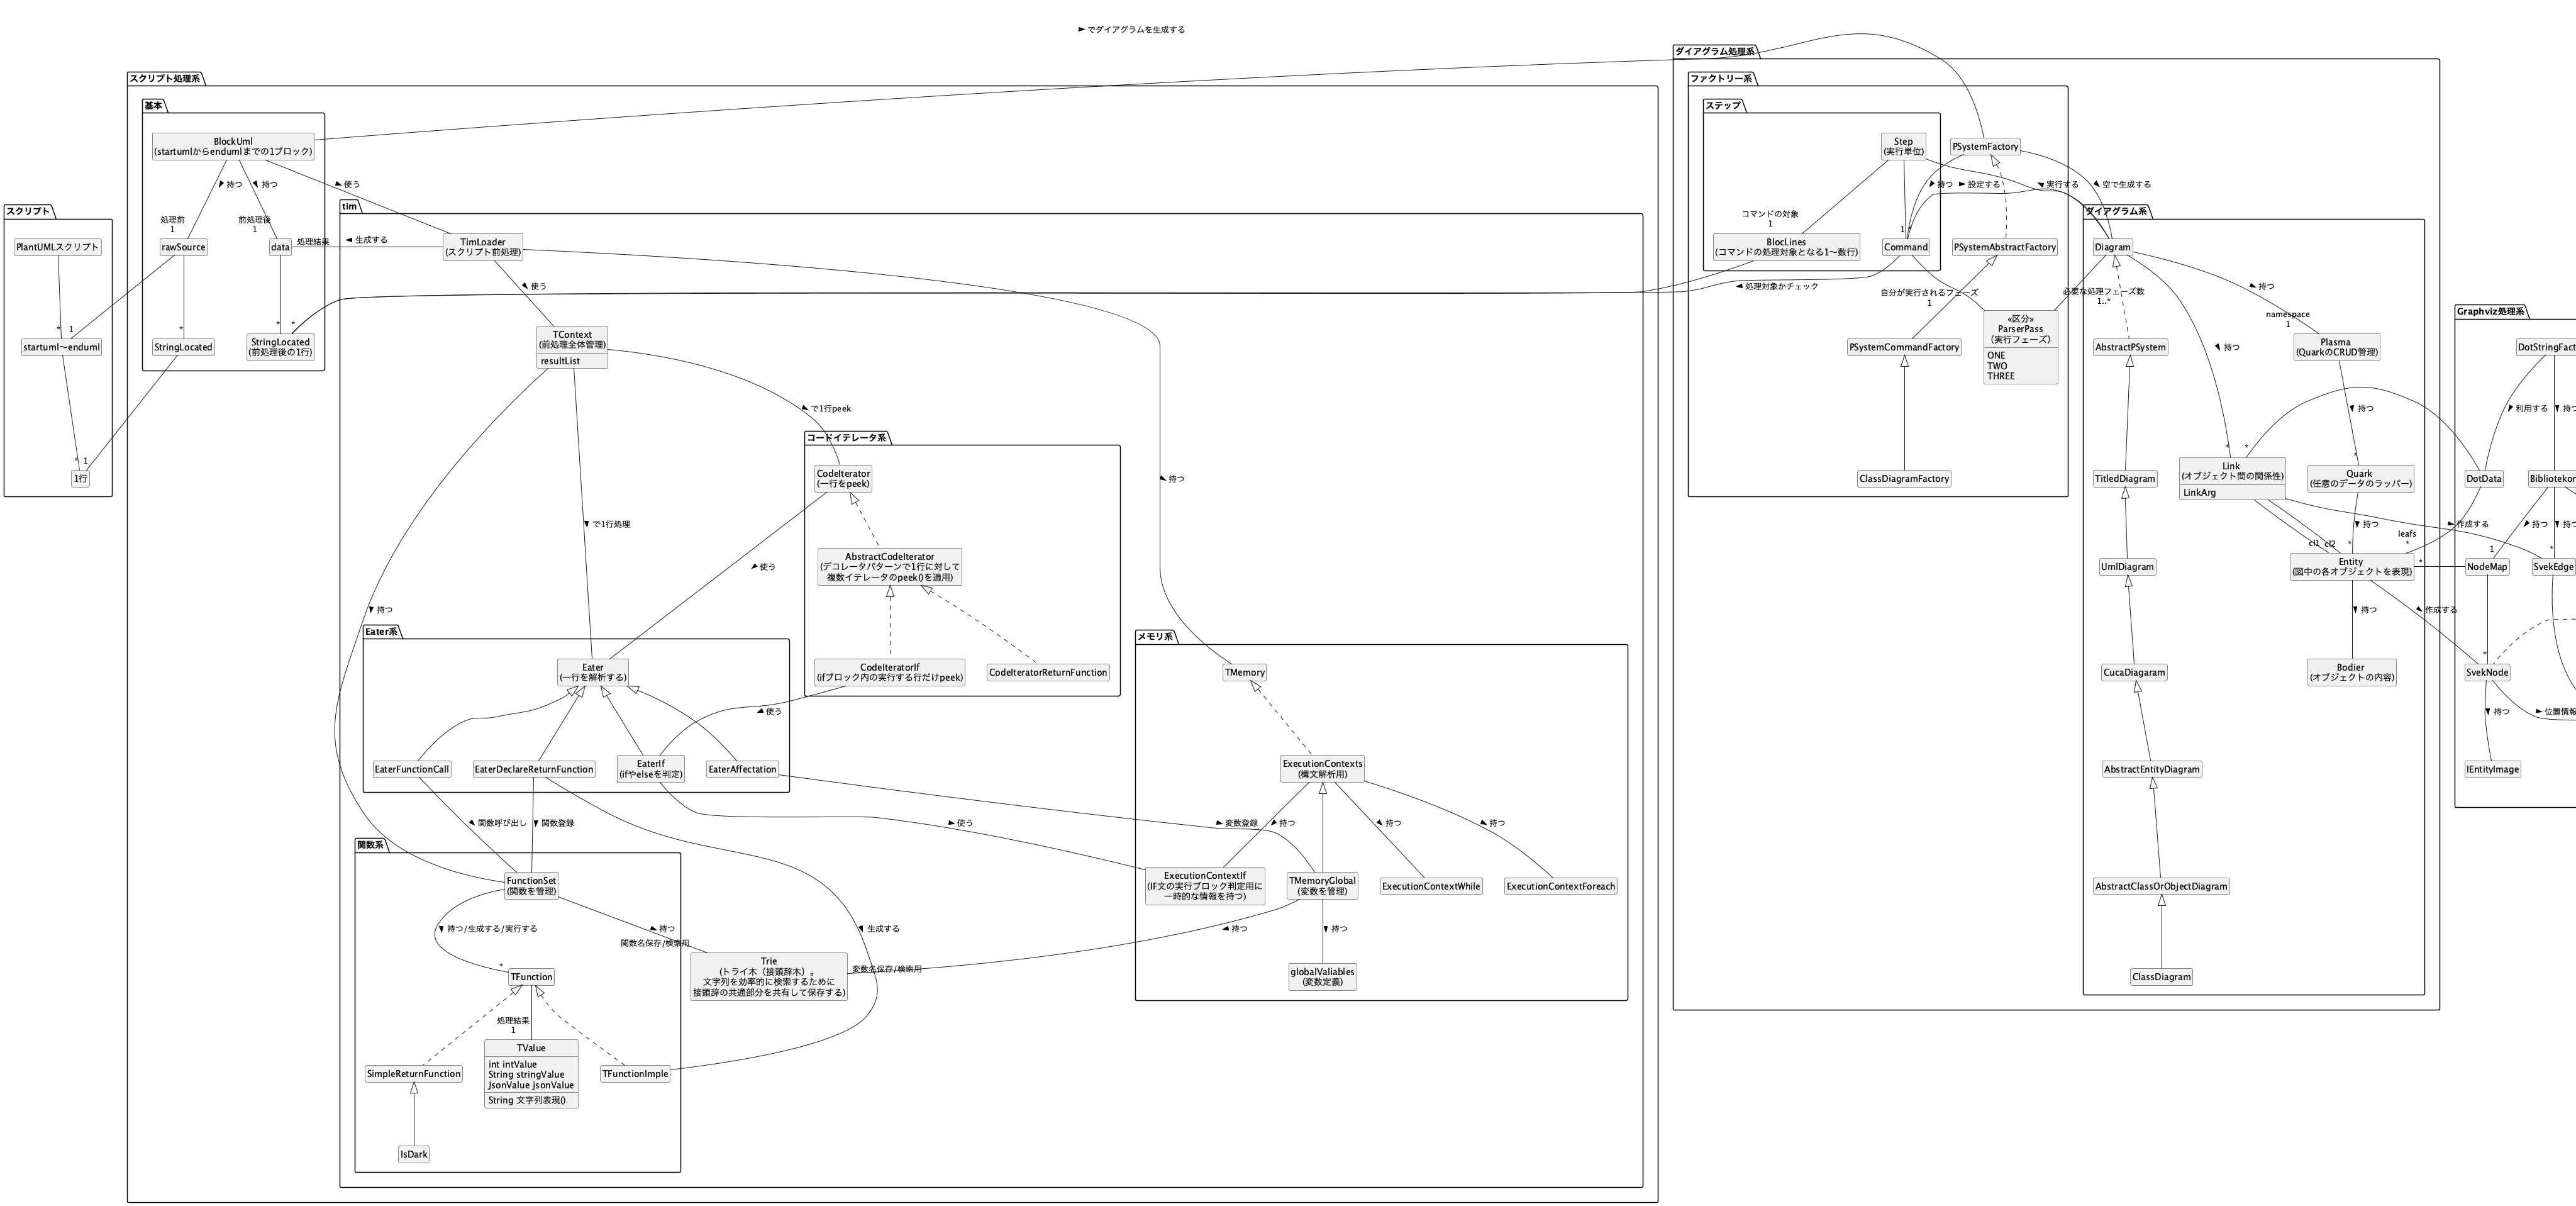 でダイアグラムを生成する
スクリプト
PlantUMLスクリプト
*
1
startuml～enduml
*
1
1行
スクリプト処理系
基本
BlockUml
(startumlからendumlまでの1ブロック)
持つ
持つ
使う
処理前
1
前処理後
1
rawSource
data
処理結果
生成する
*
*
*
StringLocated
StringLocated
(前処理後の1行)
tim
TimLoader
(スクリプト前処理)
使う
持つ
TContext
(前処理全体管理)
resultList
で1行peek
で1行処理
持つ
コードイテレータ系
CodeIterator
(一行をpeek)
使う
AbstractCodeIterator
(デコレータパターンで1行に対して
複数イテレータのpeek()を適用)
CodeIteratorIf
(ifブロック内の実行する行だけpeek)
CodeIteratorReturnFunction
使う
Eater系
Eater
(一行を解析する)
EaterFunctionCall
EaterDeclareReturnFunction
EaterIf
(ifやelseを判定)
EaterAffectation
関数呼び出し
関数登録
使う
変数登録
関数系
FunctionSet
(関数を管理)
持つ/生成する/実行する
持つ
関数名保存/検索用
生成する
Trie
(トライ木（接頭辞木）。
文字列を効率的に検索するために
接頭辞の共通部分を共有して保存する)
変数名保存/検索用
*
TFunction
処理結果
1
SimpleReturnFunction
TValue
int intValue
String stringValue
JsonValue jsonValue
String 文字列表現()
TFunctionImple
IsDark
メモリ系
TMemory
ExecutionContexts
(構文解析用)
持つ
持つ
持つ
ExecutionContextIf
(IF文の実行ブロック判定用に
一時的な情報を持つ)
TMemoryGlobal
(変数を管理)
ExecutionContextWhile
ExecutionContextForeach
持つ
持つ
globalValiables
(変数定義)
ダイアグラム処理系
ファクトリー系
ステップ
Step
(実行単位)
PSystemFactory
持つ
設定する
実行する
空で生成する
コマンドの対象
1
1
*
BlocLines
(コマンドの処理対象となる1～数行)
Command
PSystemAbstractFactory
処理対象かチェック
自分が実行されるフェーズ
1
必要な処理フェーズ数
1..*
PSystemCommandFactory
«区分»
ParserPass
(実行フェーズ)
ONE
TWO
THREE
ClassDiagramFactory
ダイアグラム系
Diagram
持つ
namespace
1
持つ
AbstractPSystem
Plasma
(QuarkのCRUD管理)
持つ
*
*
*
TitledDiagram
Link
(オブジェクト間の関係性)
LinkArg
Quark
(任意のデータのラッパー)
持つ
作成する
cl1
cl2
*
leafs
*
UmlDiagram
Entity
(図中の各オブジェクトを表現)
*
持つ
作成する
CucaDiagaram
Bodier
(オブジェクトの内容)
AbstractEntityDiagram
AbstractClassOrObjectDiagram
ClassDiagram
Graphviz処理系
DotStringFact
利用する
持つ
DotData
Bibliotekon
持つ
持つ
1
*
NodeMap
SvekEdge
*
SvekNode
持つ
位置情報
IEntityImage